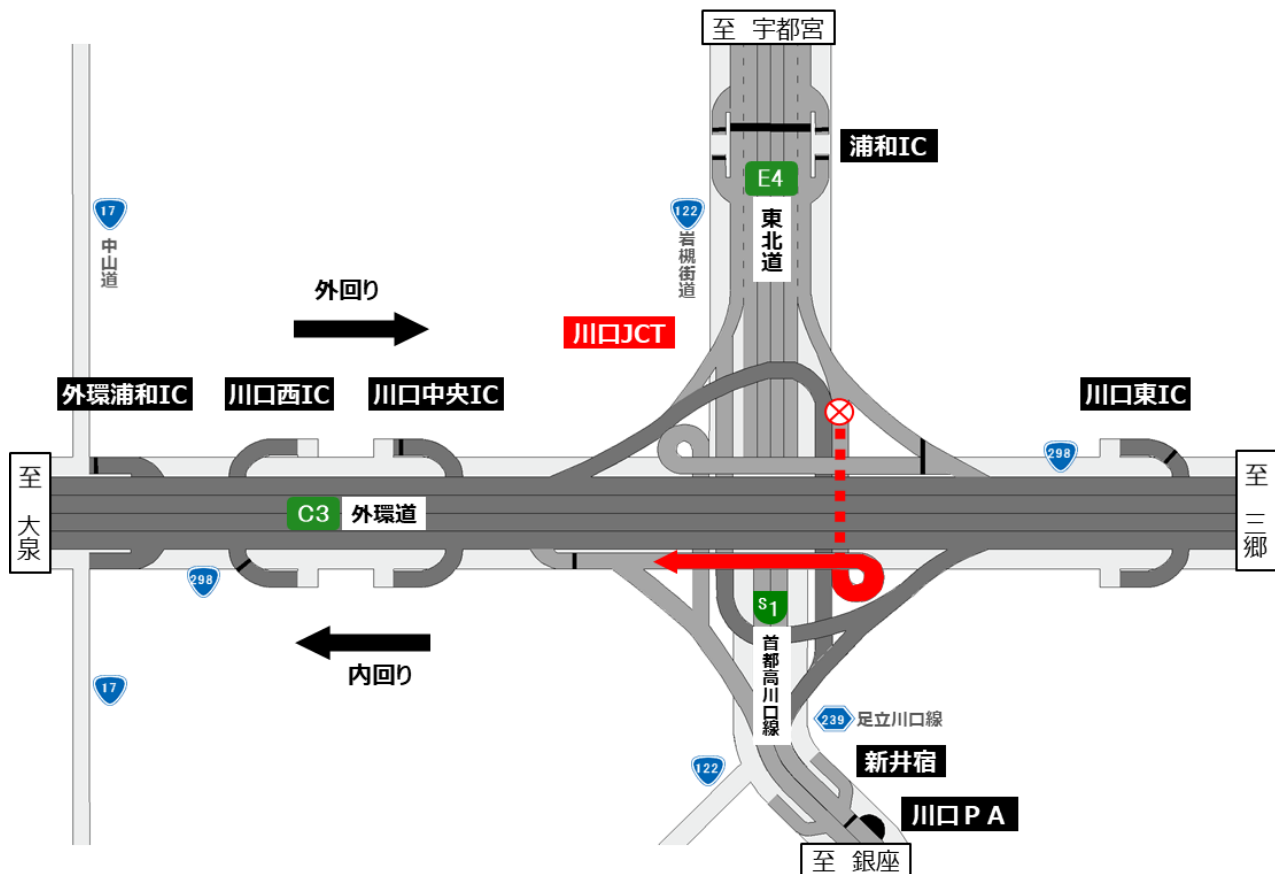 至 宇都宮
浦和IC
E4
東北道
17
中山道
122
岩槻街道
外回り
川口JCT
外環浦和IC
川口西IC
川口中央IC
川口東IC
298
至 大泉
C3
外環道
至 三郷
298
S1
首都高川口線
内回り
17
239
足立川口線
新井宿
122
川口PA
至 銀座